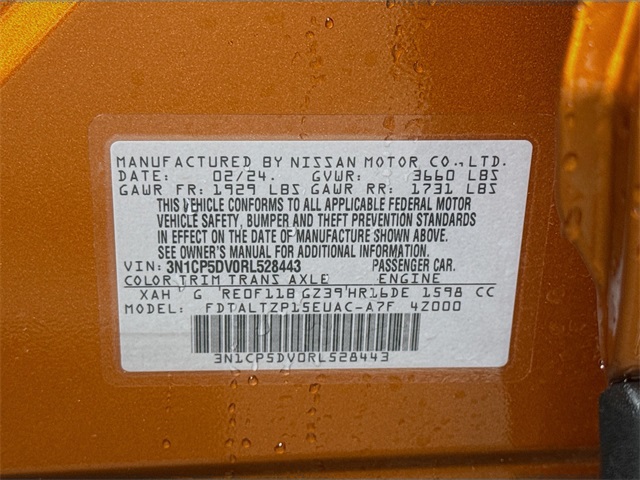 MANUFACTURED BY NISSAN MOTOR CO.,LTD.
DATE: 02/24. GVWR: 3660 LBS
GAWR FR: 1929 LBS GAWR RR: 1731 LBS
THIS VEHICLE CONFORMS TO ALL APPLICABLE FEDERAL MOTOR
VEHICLE SAFETY, BUMPER AND THEFT PREVENTION STANDARDS
IN EFFECT ON THE DATE OF MANUFACTURE SHOWN ABOVE.
SEE OWNER'S MANUAL FOR ADDITIONAL INFORMATION.
VIN: 3N1CP5DV0RL528443 PASSENGER CAR.
COLOR TRIM TRANS AXLE ENGINE
XAH G RE0F11B GZ39 HR16DE 1598 CC
MODEL: FDTALTZP15EUAC-A7F 4Z000
3N1CP5DV0RL528443